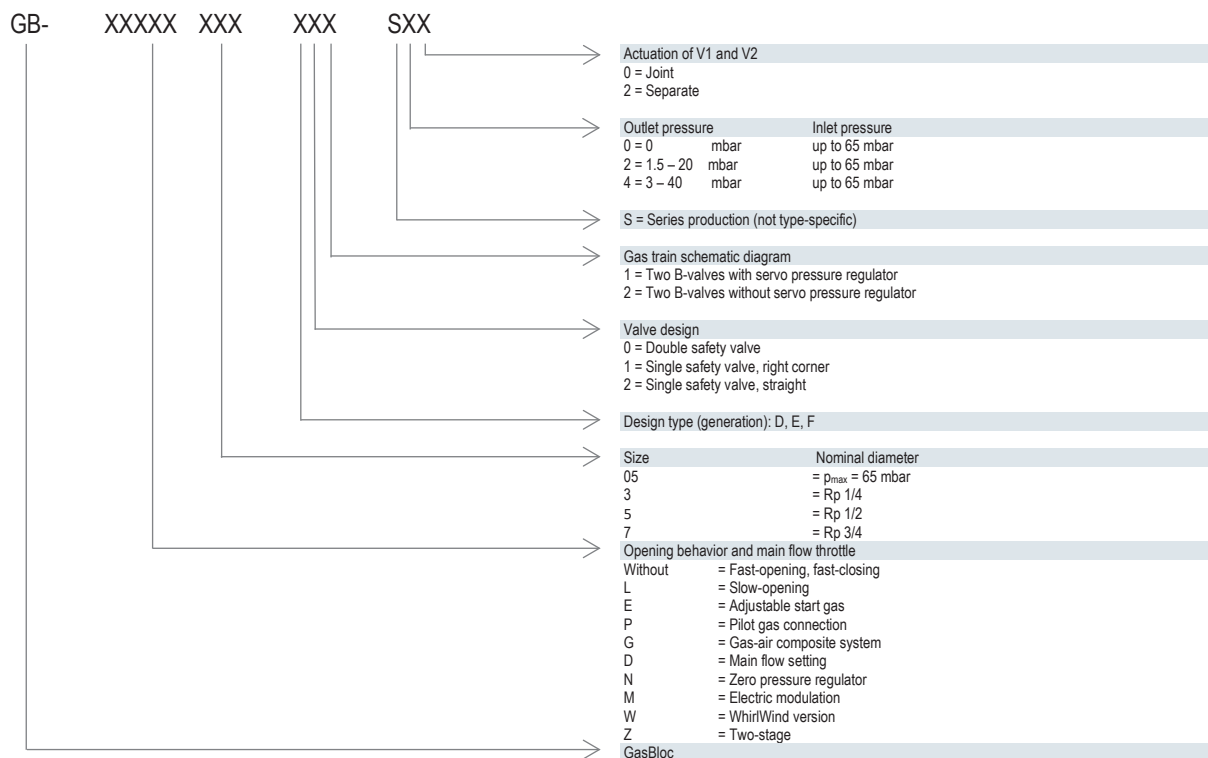 GB- XXXXX XXX XXX SXX
Actuation of V1 and V2
0 = Joint
2 = Separate
Outlet pressure Inlet pressure
0 = 0 mbar up to 65 mbar
2 = 1.5 – 20 mbar up to 65 mbar
4 = 3 – 40 mbar up to 65 mbar
S = Series production (not type-specific)
Gas train schematic diagram
1 = Two B-valves with servo pressure regulator
2 = Two B-valves without servo pressure regulator
Valve design
0 = Double safety valve
1 = Single safety valve, right corner
2 = Single safety valve, straight
Design type (generation): D, E, F
Size Nominal diameter
05 = pmax = 65 mbar
3 = Rp 1/4
5 = Rp 1/2
7 = Rp 3/4
Opening behavior and main flow throttle
Without = Fast-opening, fast-closing
L = Slow-opening
E = Adjustable start gas
P = Pilot gas connection
G = Gas-air composite system
D = Main flow setting
N = Zero pressure regulator
M = Electric modulation
W = WhirlWind version
Z = Two-stage
GasBloc